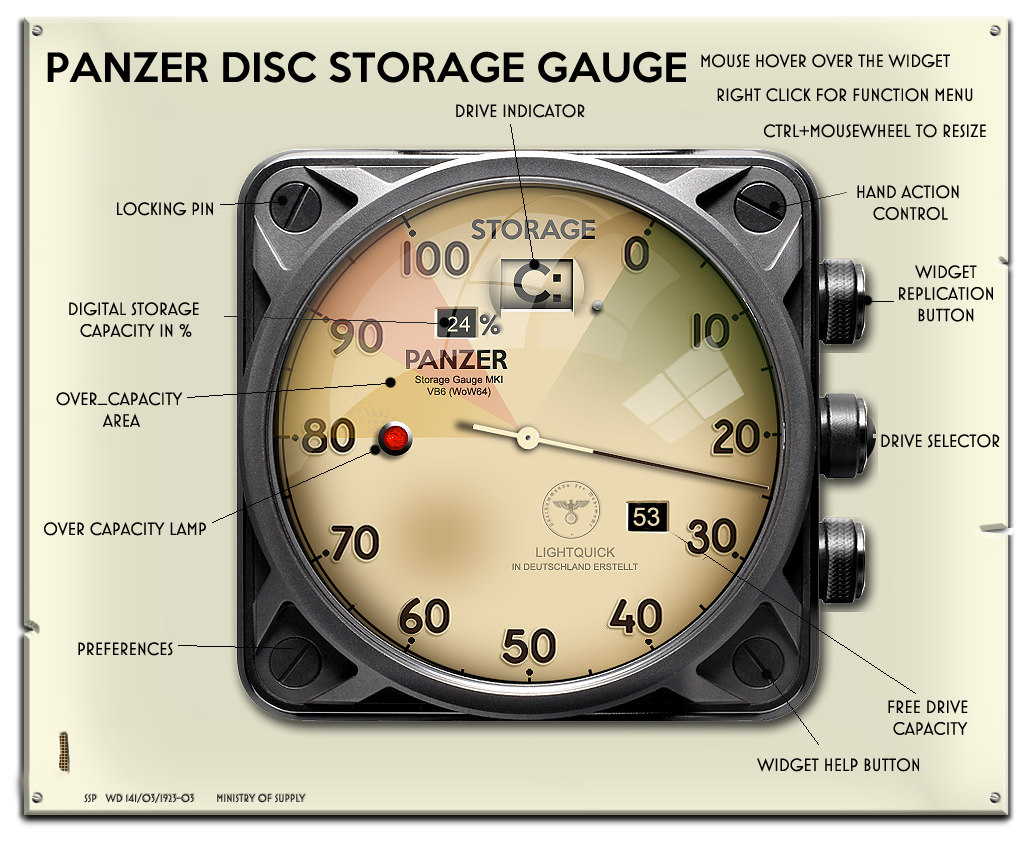 PANZER DISC STORAGE GAUGE
MOUSE HOVER OVER THE WIDGET
RIGHT CLICK FOR FUNCTION MENU
CTRL+MOUSEWHEEL TO RESIZE
DRIVE INDICATOR
LOCKING PIN
HAND ACTION
CONTROL
STORAGE
100
0
C:
WIDGET
REPLICATION
BUTTON
DIGITAL STORAGE
CAPACITY IN %
24 %
90
10
PANZER
Storage Gauge MKI
VB6 (WoW64)
OVER_CAPACITY
AREA
80
20
DRIVE SELECTOR
OVER CAPACITY LAMP
53
70
30
LIGHTQUICK
IN DEUTSCHLAND ERSTELLT
60
40
50
PREFERENCES
FREE DRIVE
CAPACITY
WIDGET HELP BUTTON
SSP WD 141/03/1923-03 MINISTRY OF SUPPLY